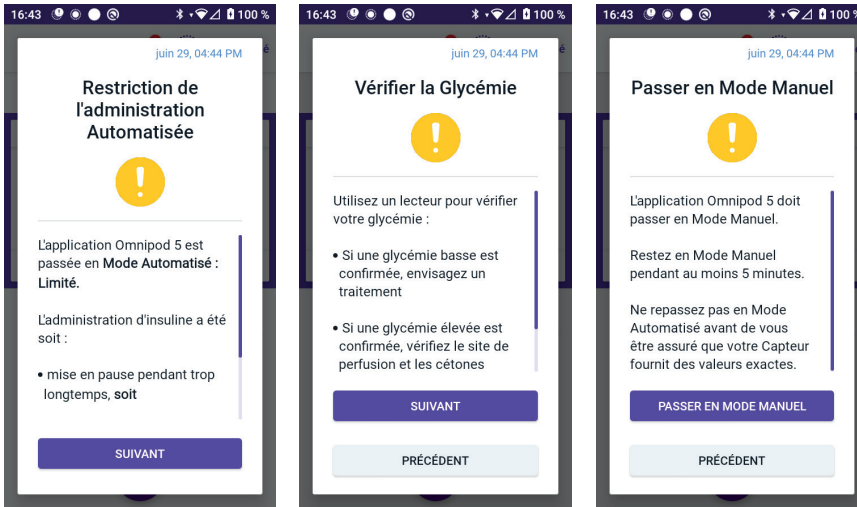 16:43 100 %
juin 29, 04:44 PM
Restriction de
l'administration
Automatisée
L'application Omnipod 5 est
passée en Mode Automatisé :
Limité.
L'administration d'insuline a été
soit :
• mise en pause pendant trop
longtemps, soit
SUIVANT
16:43 100 %
é
juin 29, 04:44 PM
Vérifier la Glycémie
Utilisez un lecteur pour vérifier
votre glycémie :
• Si une glycémie basse est
confirmée, envisagez un
traitement
• Si une glycémie élevée est
confirmée, vérifiez le site de
perfusion et les cétones
SUIVANT
PRÉCÉDENT
16:43 100 %
juin 29, 04:44 PM
Passer en Mode Manuel
L'application Omnipod 5 doit
passer en Mode Manuel.
Restez en Mode Manuel
pendant au moins 5 minutes.
Ne repassez pas en Mode
Automatisé avant de vous
être assuré que votre Capteur
fournit des valeurs exactes.
PASSER EN MODE MANUEL
PRÉCÉDENT